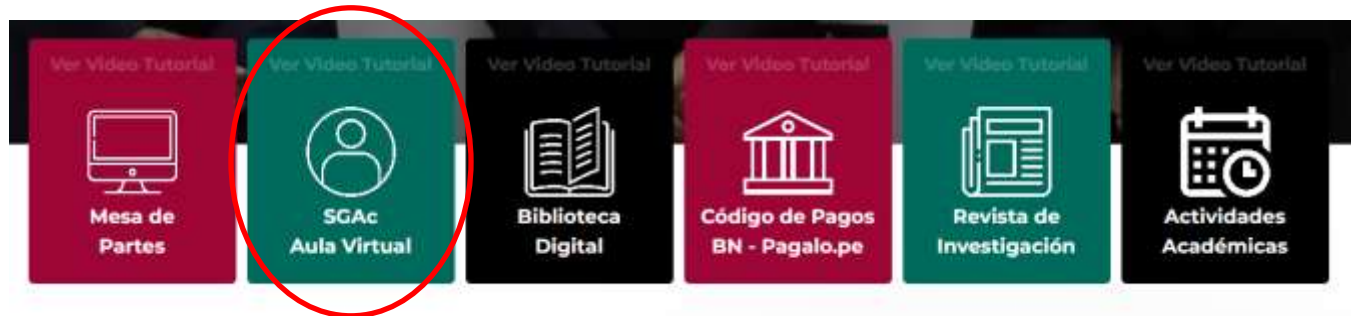 Ver Video Tutorial
Mesa de
Partes
Ver Video Tutorial
SGAc
Aula Virtual
Ver Video Tutorial
Biblioteca
Digital
Ver Video Tutorial
Código de Pagos
BN - Pagalo.pe
Ver Video Tutorial
Revista de
Investigación
Ver Video Tutorial
Actividades
Académicas